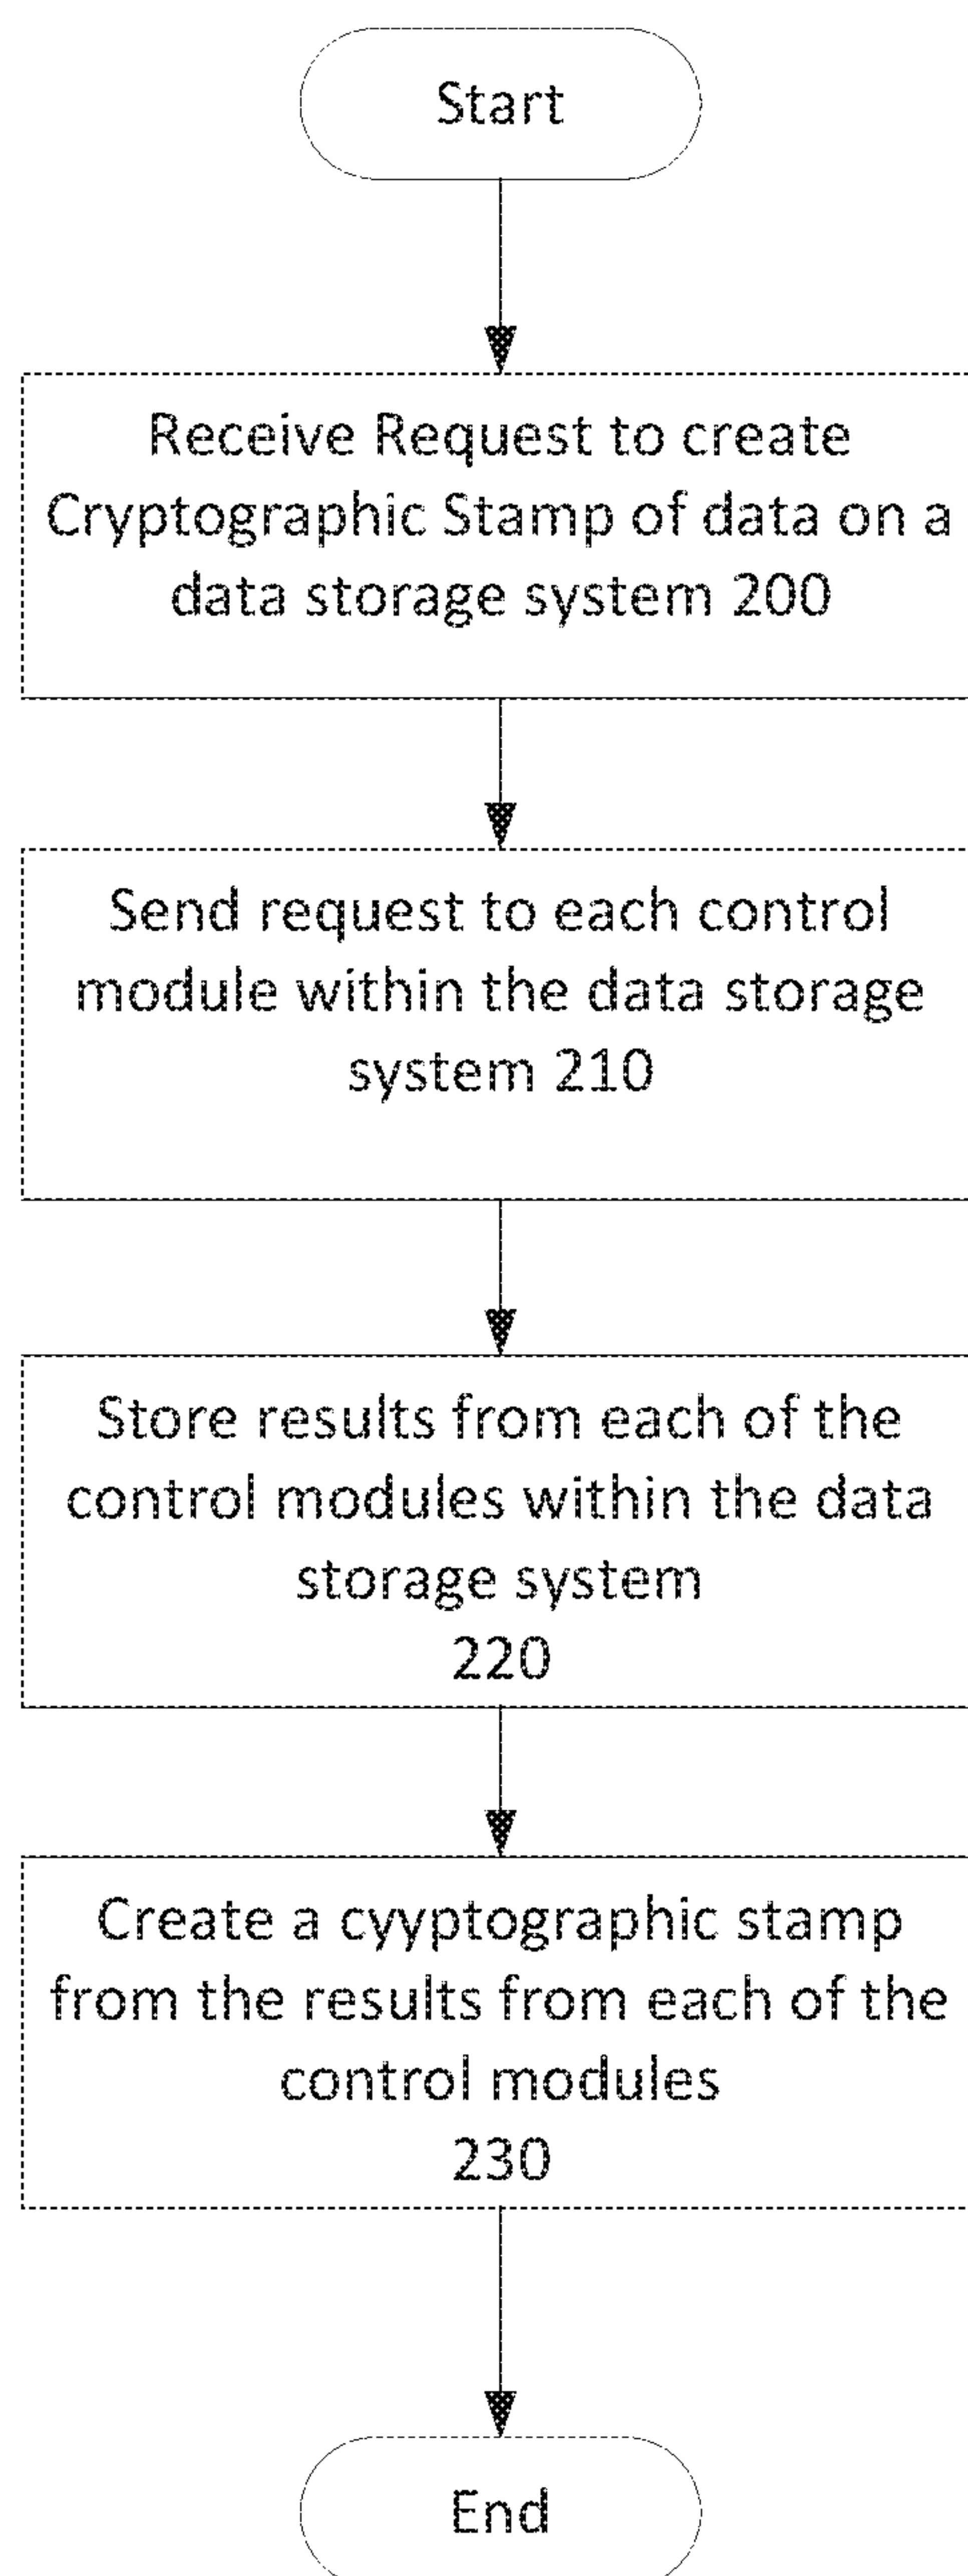 Start
Receive Request to create
Cryptographic Stamp of data on a
data storage system 200
Send request to each control
module within the data storage
system 210
Store results from each of the
control modules within the data
storage system
220
Create a cyyptographic stamp
from the results from each of the
control modules
230
End